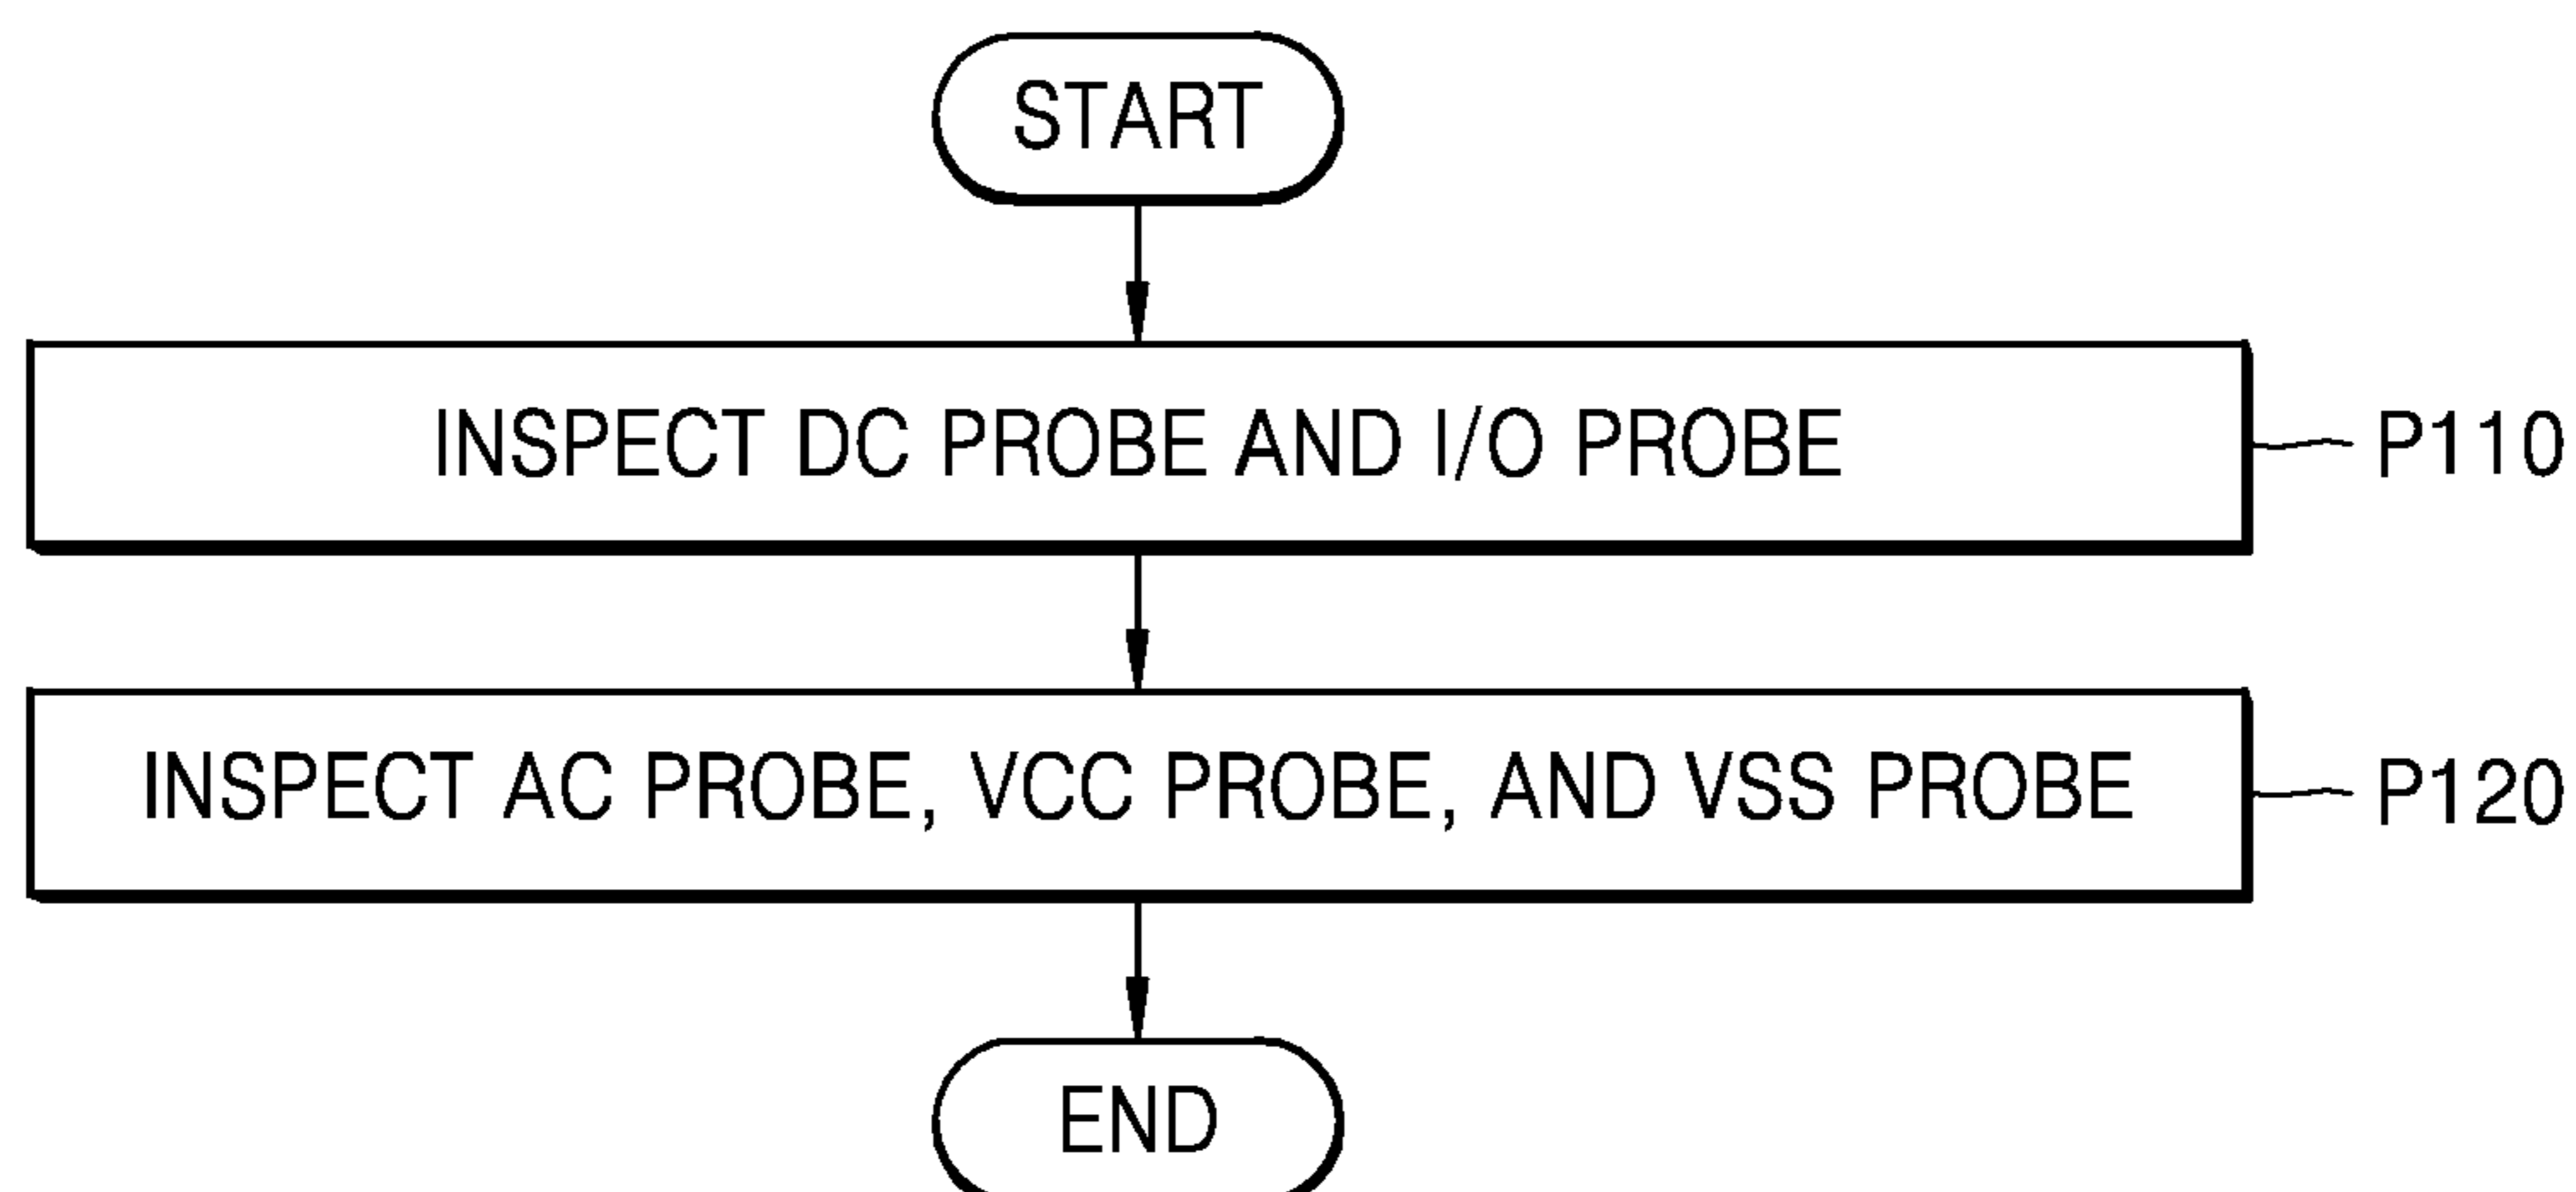 START
INSPECT DC PROBE AND I/O PROBE
P110
INSPECT AC PROBE, VCC PROBE, AND VSS PROBE
P120
END